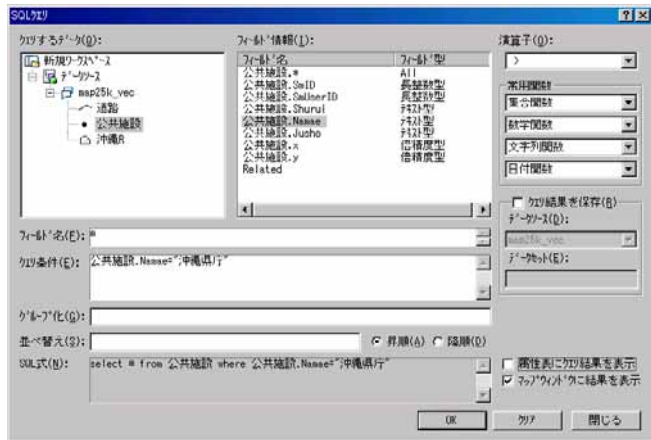 SQLｸｴﾘ
ｸｴﾘするﾃﾞｰﾀ(Q):
新規ﾜｰｸｽﾍﾟｰｽ
ﾃﾞｰﾀｿｰｽ
map25k_vec
道路
公共施設
沖縄R
ﾌｨｰﾙﾄﾞ情報(I):
ﾌｨｰﾙﾄﾞ名 ﾌｨｰﾙﾄﾞ型
公共施設.* All
公共施設.SmID 長整数型
公共施設.SmUserID 長整数型
公共施設.Shurui ﾃｷｽﾄ型
公共施設.Namae ﾃｷｽﾄ型
公共施設.Jusho ﾃｷｽﾄ型
公共施設.x 倍精度型
公共施設.y 倍精度型
Related
演算子(O):
>
常用関数
集合関数
数学関数
文字列関数
日付関数
ｸｴﾘ結果を保存(R)
ﾃﾞｰﾀｿｰｽ(D):
map25k_vec
ﾃﾞｰﾀｾｯﾄ(E):
ﾌｨｰﾙﾄﾞ名(F): *
ｸｴﾘ条件(E): 公共施設.Namae="沖縄県庁"
ｸﾞﾙｰﾌﾟ化(G):
並べ替え(S):
昇順(A) 降順(D)
SQL式(N): select * from 公共施設 where 公共施設.Namae="沖縄県庁"
属性表にｸｴﾘ結果を表示
ﾏｯﾌﾟｳｨﾝﾄﾞｳに結果を表示
OK ｸﾘｱ 閉じる